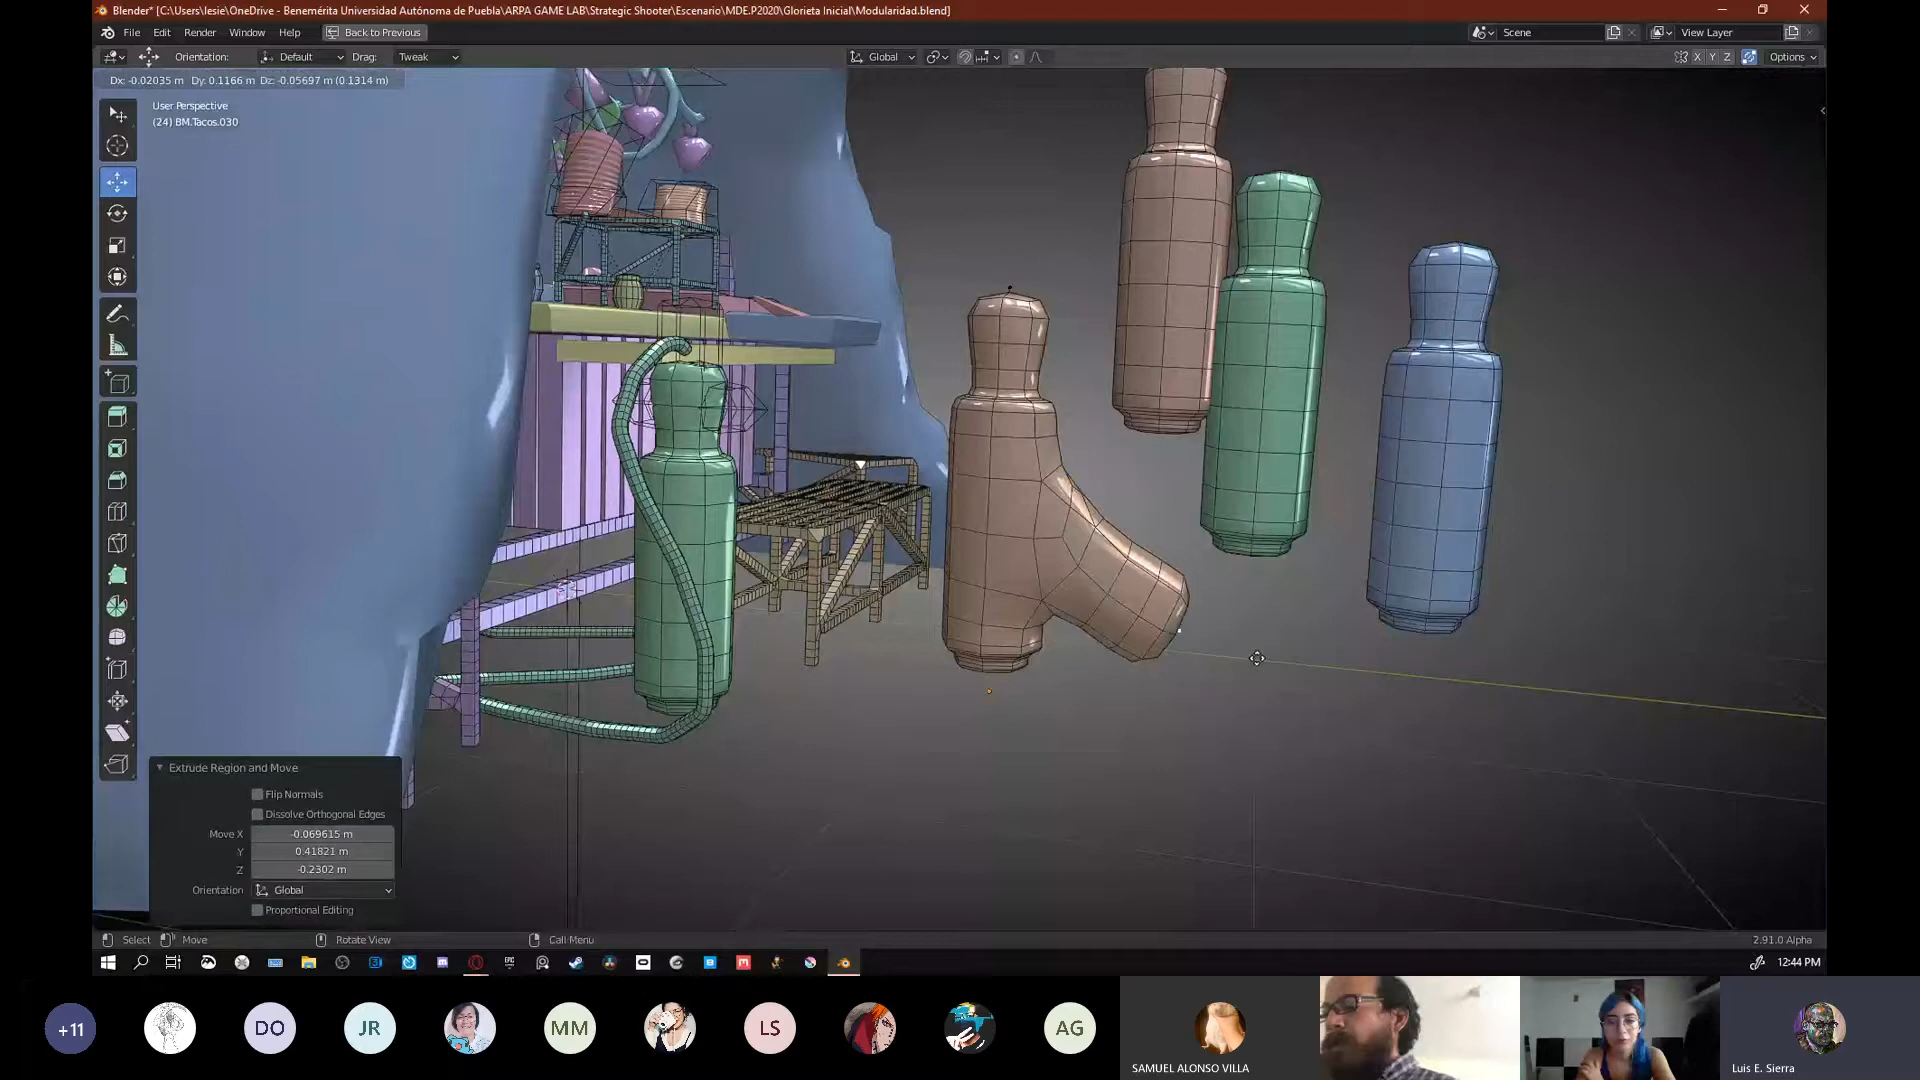 Blender* [C:\Users\lesie\OneDrive - Benemérita Universidad Autónoma de Puebla\ARPA GAME LAB\Strategic Shooter\Escenario\MDE.P2020\Glorieta Inicial\Modularidad.blend]
File Edit Render Window Help Back to Previous Scene View Layer
Orientation: Default Drag: Tweak Global X Y Z Options
Dx: -0.02035 m Dy: 0.1166 m Dz: -0.05697 m (0.1314 m)
User Perspective
(24) BM.Tacos.030
Extrude Region and Move
Flip Normals
Dissolve Orthogonal Edges
Move X -0.069615 m
Y 0.41821 m
Z -0.2302 m
Orientation Global
Proportional Editing
Select Move Rotate View Call Menu 2.91.0 Alpha
12:44 PM
+11 DO JR MM LS AG
SAMUEL ALONSO VILLA Luis E. Sierra